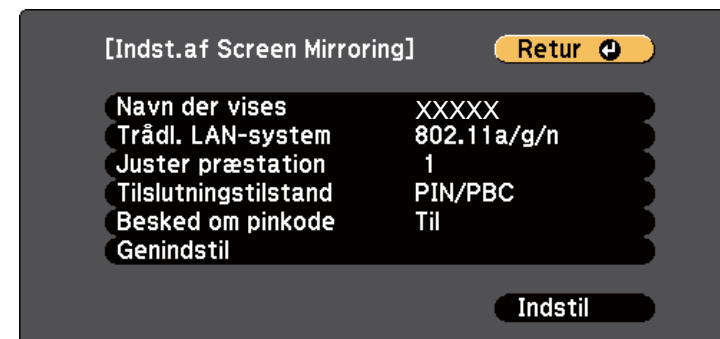 [Indst.af Screen Mirroring] Retur
Navn der vises XXXXX
Trådl. LAN-system 802.11a/g/n
Juster præstation 1
Tilslutningstilstand PIN/PBC
Besked om pinkode Til
Genindstil
Indstil